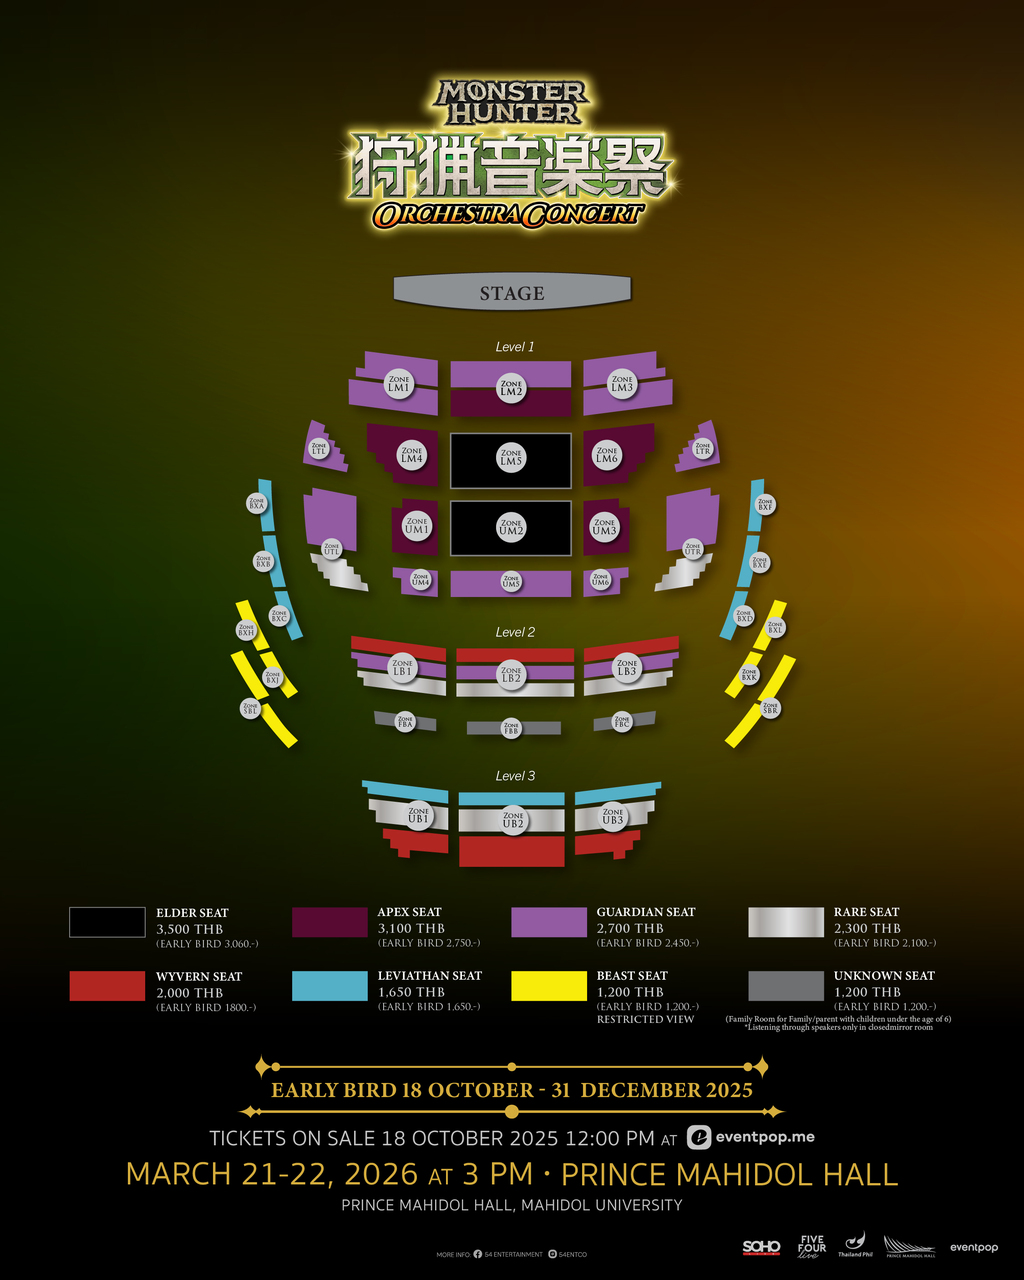 MONSTER
HUNTER
狩猟音楽祭
ORCHESTRA CONCERT
STAGE
Level 1
ZONE LM1
ZONE LM2
ZONE LM3
ZONE LTL
ZONE LM4
ZONE LM5
ZONE LM6
ZONE LTR
ZONE BXA
ZONE UM1
ZONE UM2
ZONE UM3
ZONE BXF
ZONE UTL
ZONE UTR
ZONE BXB
ZONE UM4
ZONE UM5
ZONE UM6
ZONE BXE
ZONE BXC
ZONE BXD
ZONE BXH
Level 2
ZONE BXL
ZONE LB1
ZONE LB2
ZONE LB3
ZONE BXJ
ZONE BXK
ZONE SBL
ZONE SBR
ZONE FBA
ZONE FBB
ZONE FBC
Level 3
ZONE UB1
ZONE UB2
ZONE UB3
ELDER SEAT
3,500 THB
(EARLY BIRD 3,060.-)
APEX SEAT
3,100 THB
(EARLY BIRD 2,750.-)
GUARDIAN SEAT
2,700 THB
(EARLY BIRD 2,450.-)
RARE SEAT
2,300 THB
(EARLY BIRD 2,100.-)
WYVERN SEAT
2,000 THB
(EARLY BIRD 1800.-)
LEVIATHAN SEAT
1,650 THB
(EARLY BIRD 1,650.-)
BEAST SEAT
1,200 THB
(EARLY BIRD 1,200.-)
RESTRICTED VIEW
UNKNOWN SEAT
1,200 THB
(EARLY BIRD 1,200.-)
(Family Room for Family/parent with children under the age of 6)
*Listening through speakers only in closedmirror room
EARLY BIRD 18 OCTOBER - 31 DECEMBER 2025
TICKETS ON SALE 18 OCTOBER 2025 12:00 PM AT eventpop.me
MARCH 21-22, 2026 AT 3 PM · PRINCE MAHIDOL HALL
PRINCE MAHIDOL HALL, MAHIDOL UNIVERSITY
MORE INFO 54 ENTERTAINMENT 54ENTCO
SOHO
FIVE FOUR live
Thailand Phil
PRINCE MAHIDOL HALL
eventpop